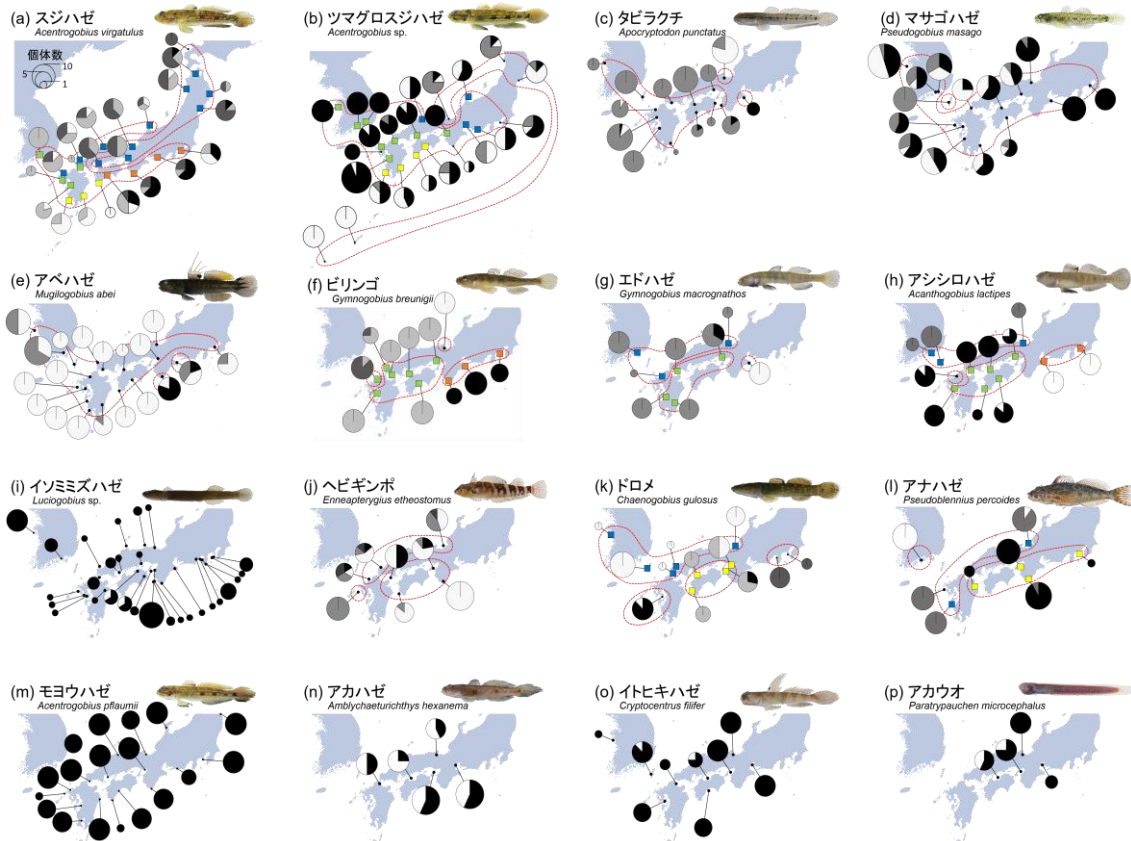 (a) スジハゼ
Acentrogobius virgatulus
個体数
10
5
1
(b) ツマグロスジハゼ
Acentrogobius sp.
(c) タビラクチ
Apocryptodon punctatus
(d) マサゴハゼ
Pseudogobius masago
(e) アベハゼ
Mugilogobius abei
(f) ビリンゴ
Gymnogobius breunigii
(g) エドハゼ
Gymnogobius macrognathos
(h) アシシロハゼ
Acanthogobius lactipes
(i) イソミミズハゼ
Luciogobius sp.
(j) ヘビギンポ
Enneapterygius etheostomus
(k) ドロメ
Chaenogobius gulosus
(l) アナハゼ
Pseudoblennius percoides
(m) モヨウハゼ
Acentrogobius pflaumii
(n) アカハゼ
Amblychaeturichthys hexanema
(o) イトヒキハゼ
Cryptocentrus filifer
(p) アカウオ
Paratrypauchen microcephalus